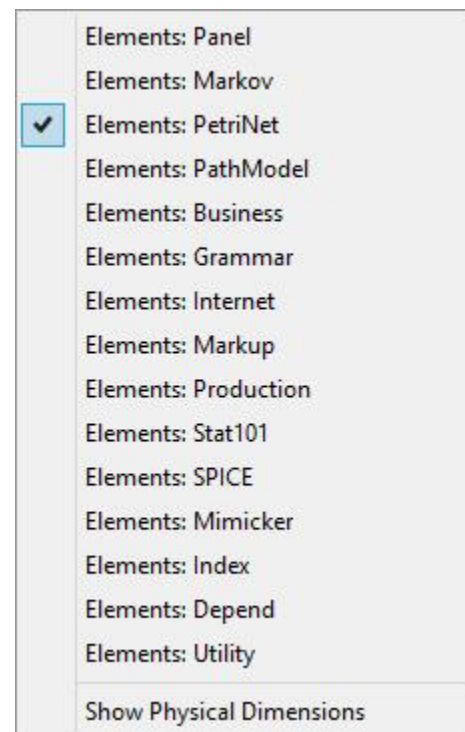 Elements: Panel
Elements: Markov
Elements: PetriNet
Elements: PathModel
Elements: Business
Elements: Grammar
Elements: Internet
Elements: Markup
Elements: Production
Elements: Stat101
Elements: SPICE
Elements: Mimicker
Elements: Index
Elements: Depend
Elements: Utility
Show Physical Dimensions